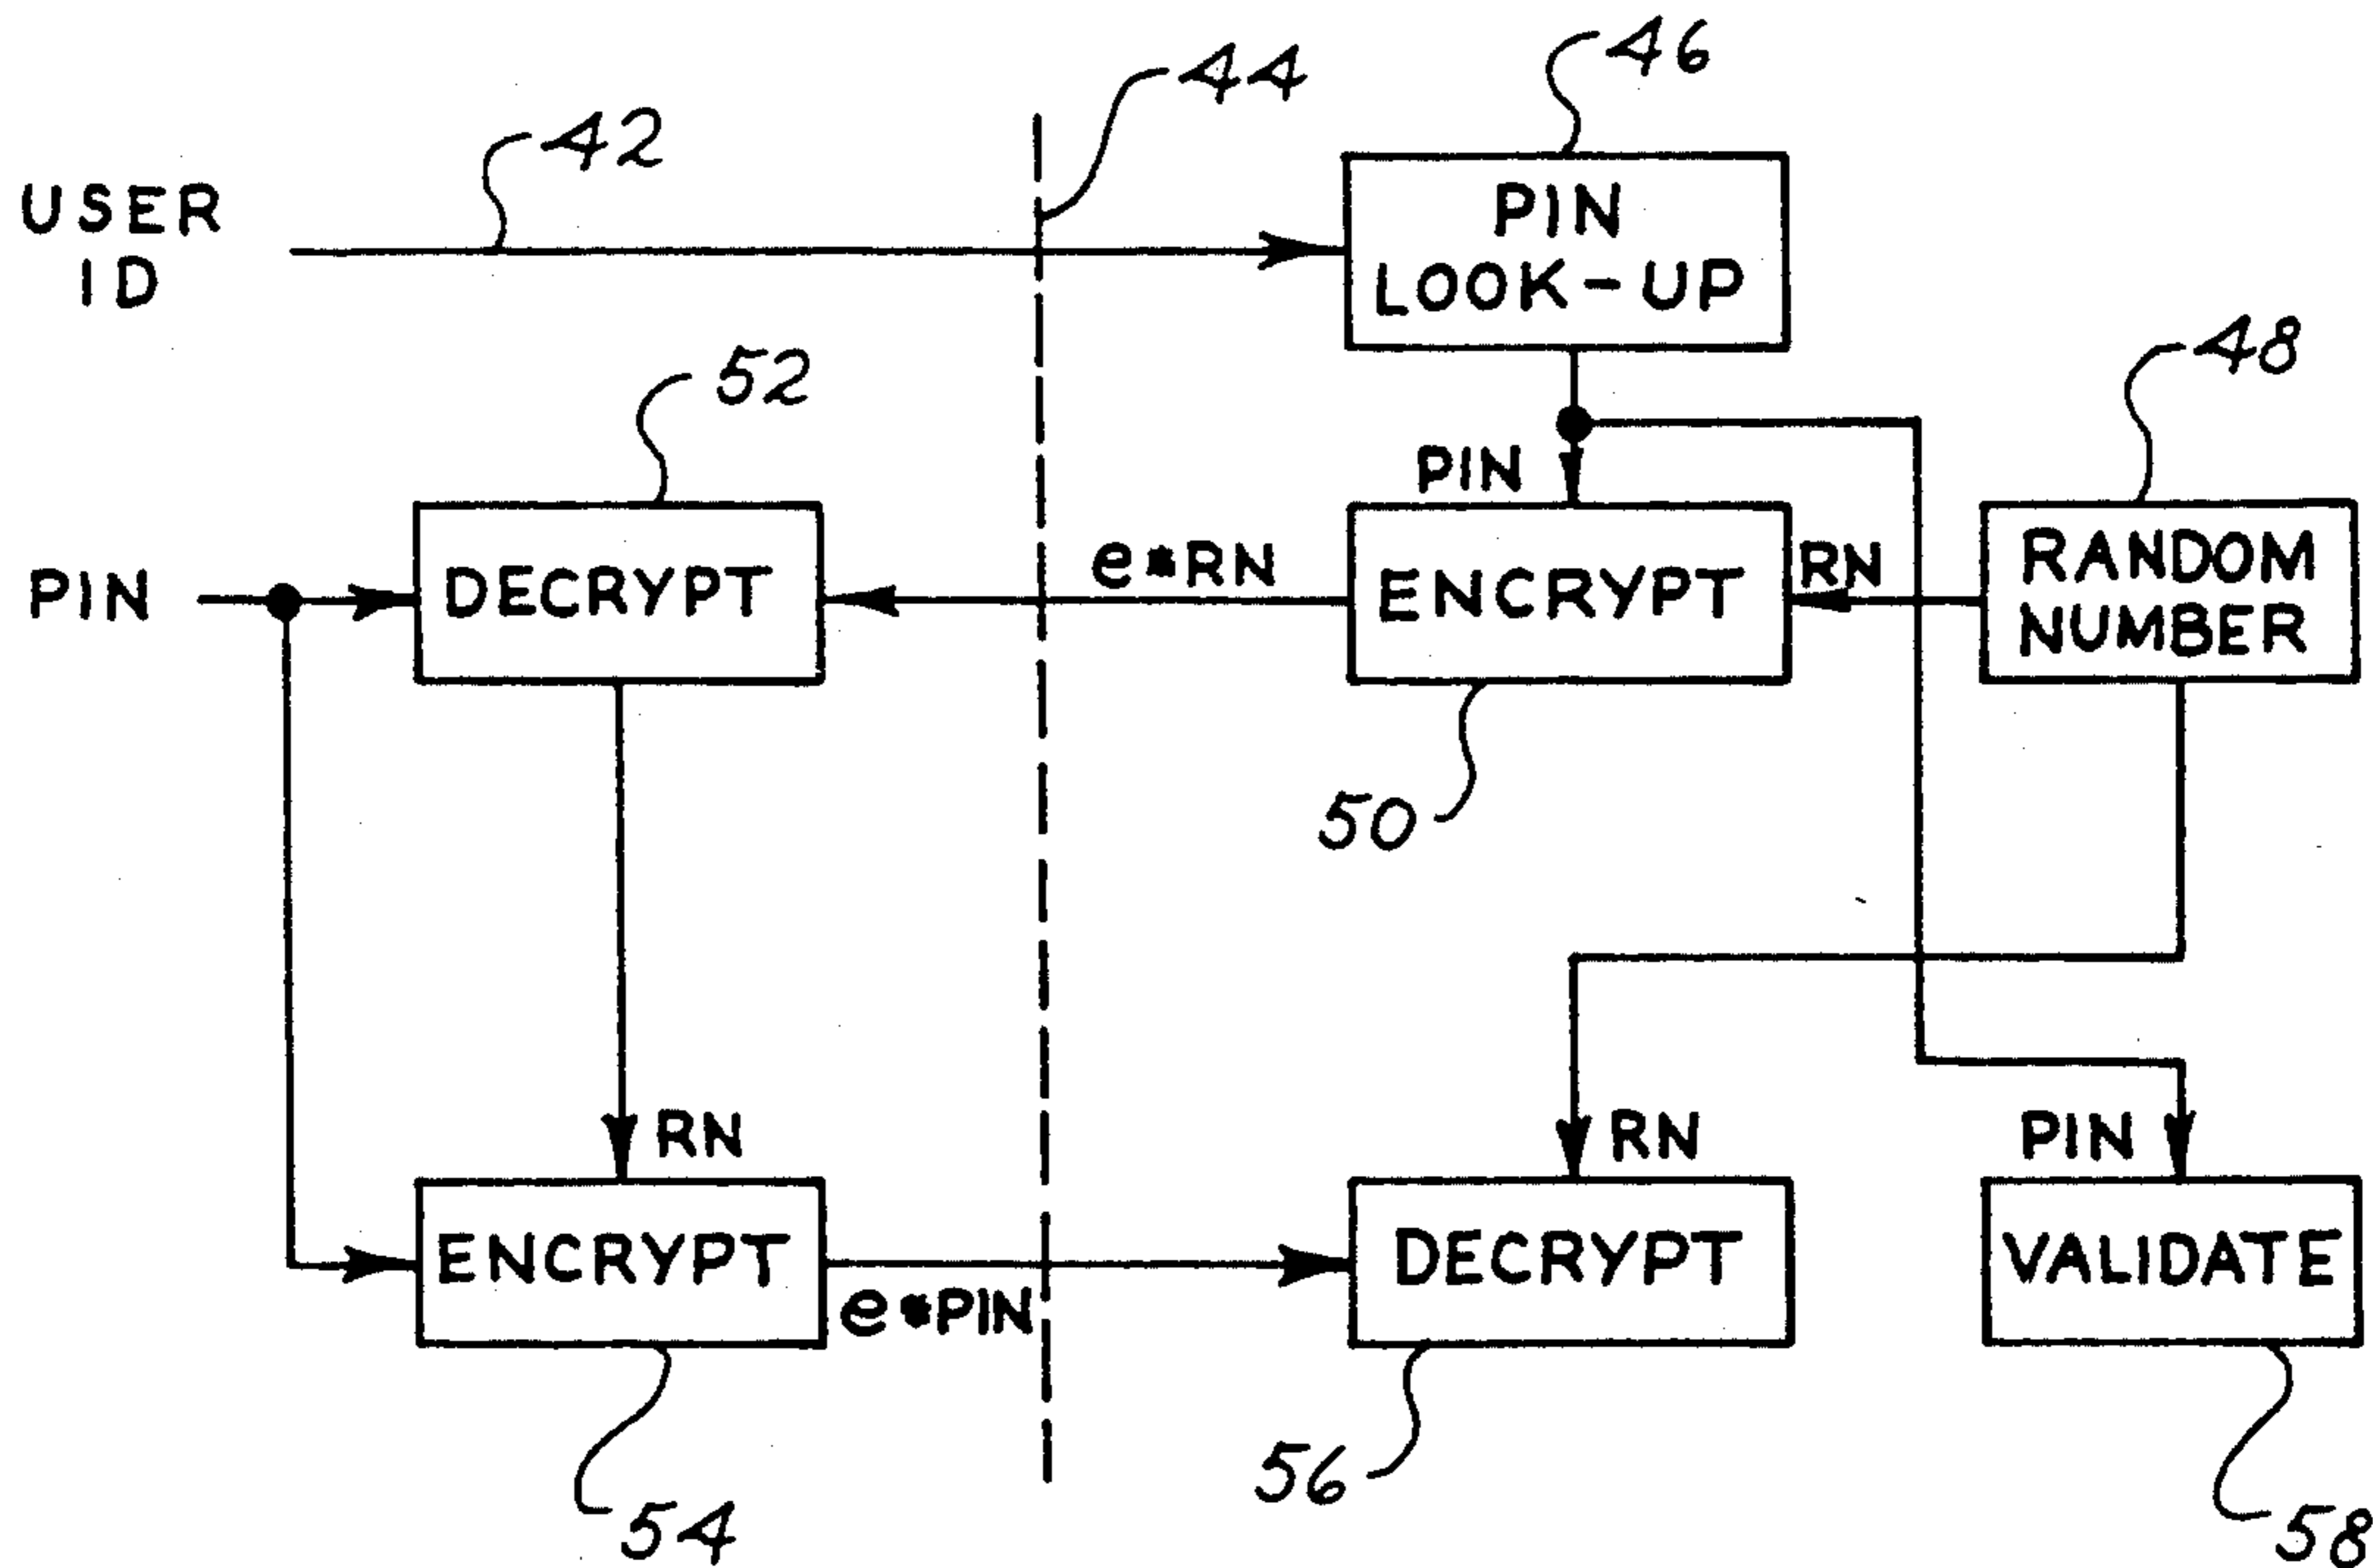 46
44
42
USER
ID
PIN
LOOK-UP
48
52
PIN
PIN
DECRYPT
e*RN
ENCRYPT
RN
RANDOM
NUMBER
50
RN
RN
PIN
ENCRYPT
e*PIN
DECRYPT
VALIDATE
54
56
58